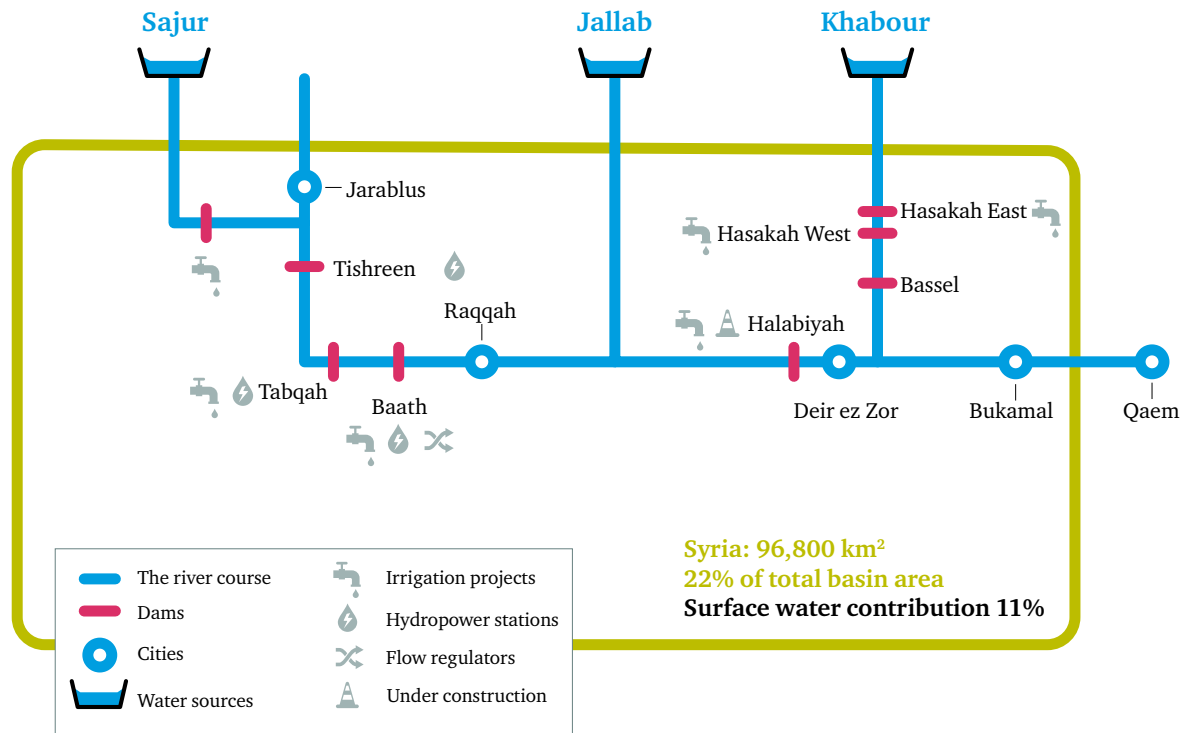 Sajur
Jallab
Khabour
Jarablus
Hasakah East
Hasakah West
Tishreen
Bassel
Raqqah
Halabiyah
Tabqah
Baath
Deir ez Zor
Bukamal
Qaem
Syria: 96,800 km²
22% of total basin area
Surface water contribution 11%
The river course
Dams
Cities
Water sources
Irrigation projects
Hydropower stations
Flow regulators
Under construction